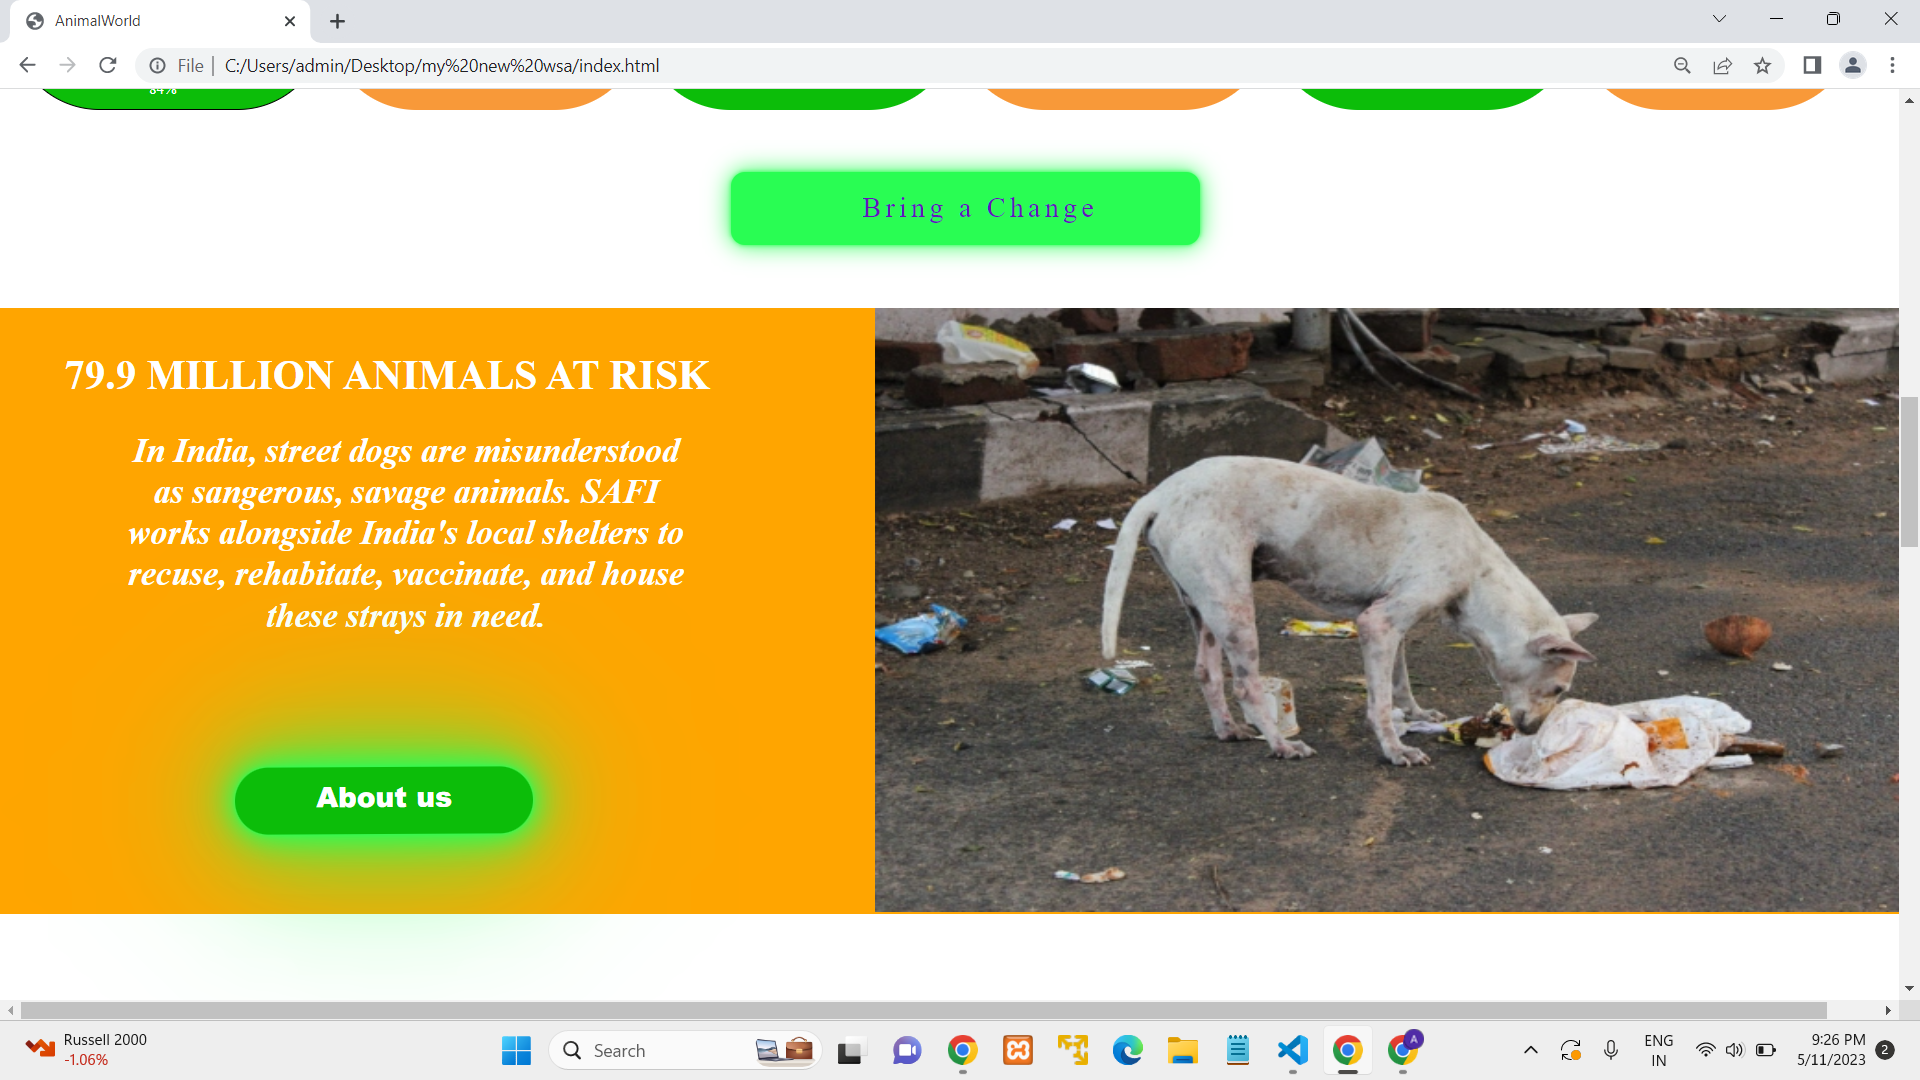 AnimalWorld
File
C:/Users/admin/Desktop/my%20new%20wsa/index.html
84%
Bring a Change
79.9 MILLION ANIMALS AT RISK
In India, street dogs are misunderstood
as sangerous, savage animals. SAFI
works alongside India's local shelters to
recuse, rehabitate, vaccinate, and house
these strays in need.
About us
Russell 2000
-1.06%
Search
A
ENG
IN
9:26 PM
5/11/2023
2